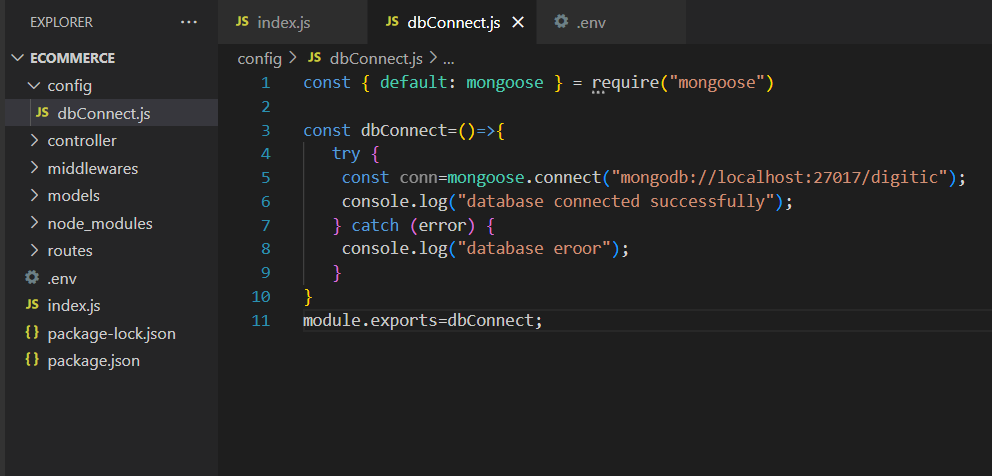 EXPLORER ...
ECOMMERCE
config
JS dbConnect.js
controller
middlewares
models
node_modules
routes
.env
JS index.js
{} package-lock.json
{} package.json
JS index.js
JS dbConnect.js
.env
config > JS dbConnect.js > ...
1 const { default: mongoose } = require("mongoose")
2
3 const dbConnect=()=>{
4 try {
5 const conn=mongoose.connect("mongodb://localhost:27017/digitic");
6 console.log("database connected successfully");
7 } catch (error) {
8 console.log("database eroor");
9 }
10 }
11 module.exports=dbConnect;